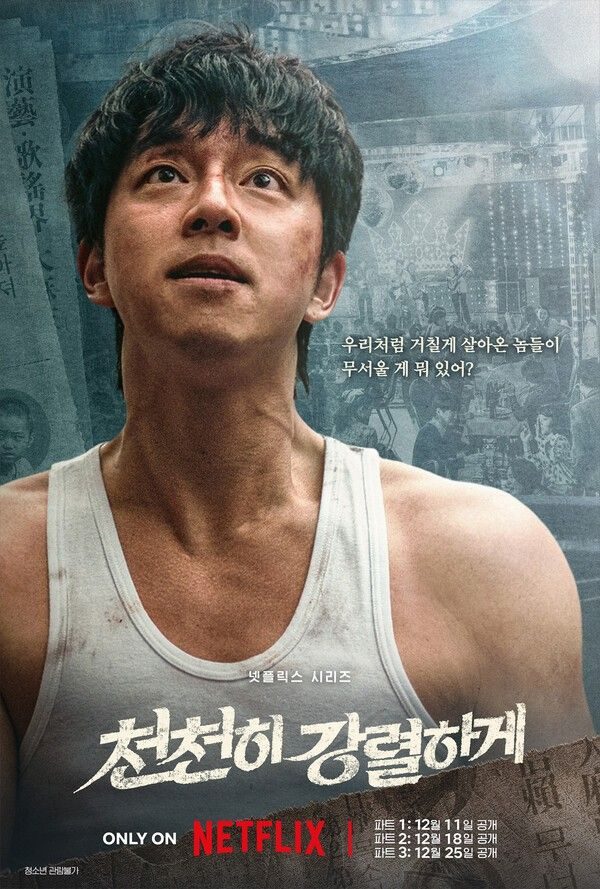 演藝·歌謠界
우리처럼 거칠게 살아온 놈들이
무서울 게 뭐 있어?
넷플릭스 시리즈
천천히 강렬하게
ONLY ON NETFLIX
파트 1: 12월 11일 공개
파트 2: 12월 18일 공개
파트 3: 12월 25일 공개
청소년 관람불가